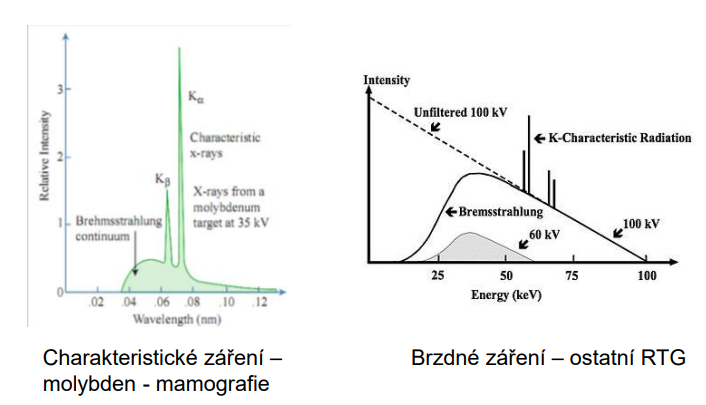 Relative Intensity
3
2
1
0
Kα
Characteristic
x-rays
Kβ
X-rays from a
molybdenum
target at 35 kV
Brehmsstrahlung
continuum
.02 .04 .06 .08 .10 .12
Wavelength (nm)
Intensity
Unfiltered 100 kV
K-Characteristic Radiation
Bremsstrahlung
60 kV
100 kV
25 50 75 100
Energy (keV)
Charakteristické záření –
molybden - mamografie
Brzdné záření – ostatní RTG